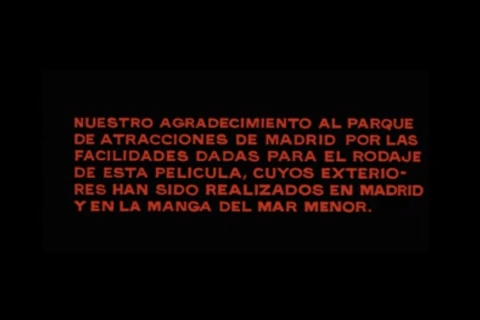 NUESTRO AGRADECIMIENTO AL PARQUE
DE ATRACCIONES DE MADRID POR LAS
FACILIDADES DADAS PARA EL RODAJE
DE ESTA PELICULA, CUYOS EXTERIO-
RES HAN SIDO REALIZADOS EN MADRID
Y EN LA MANGA DEL MAR MENOR.